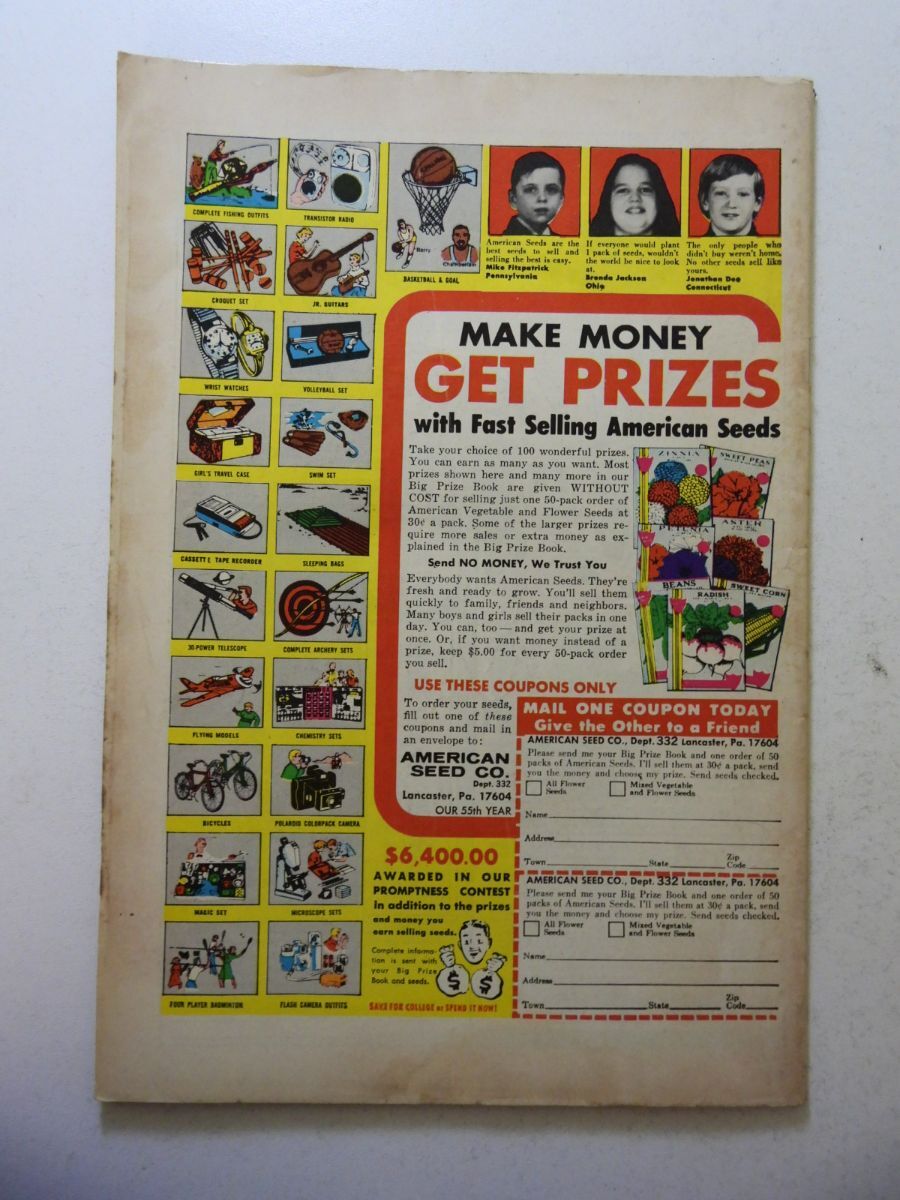 COMPLETE FISHING OUTFITS
TRANSISTOR RADIO
CROQUET SET
JR. GUITARS
Barry
Chamberlain
BASKETBALL & GOAL
WRIST WATCHES
VOLLEYBALL SET
GIRL'S TRAVEL CASE
SWIM SET
CASSETTE TAPE RECORDER
SLEEPING BAGS
30-POWER TELESCOPE
COMPLETE ARCHERY SETS
FLYING MODELS
CHEMISTRY SETS
BICYCLES
POLAROID COLORPACK CAMERA
MAGIC SET
MICROSCOPE SETS
FOUR PLAYER BADMINTON
FLASH CAMERA OUTFITS
American Seeds are the
best seeds to sell and
selling the best is easy.
Mike Fitzpatrick
Pennsylvania
If everyone would plant
1 pack of seeds, wouldn't
the world be nice to look
at.
Brenda Jackson
Ohio
The only people who
didn't buy weren't home.
No other seeds sell like
yours.
Jonathan Dee
Connecticut
MAKE MONEY
GET PRIZES
with Fast Selling American Seeds
Take your choice of 100 wonderful prizes.
You can earn as many as you want. Most
prizes shown here and many more in our
Big Prize Book are given WITHOUT
COST for selling just one 50-pack order of
American Vegetable and Flower Seeds at
30¢ a pack. Some of the larger prizes re-
quire more sales or extra money as ex-
plained in the Big Prize Book.
Send NO MONEY, We Trust You
Everybody wants American Seeds. They're
fresh and ready to grow. You'll sell them
quickly to family, friends and neighbors.
Many boys and girls sell their packs in one
day. You can, too — and get your prize at
once. Or, if you want money instead of a
prize, keep $5.00 for every 50-pack order
you sell.
ZINNIA
SWEET PEAS
PETUNIA
ASTER
BEANS
RADISH
SWEET CORN
USE THESE COUPONS ONLY
To order your seeds,
fill out one of these
coupons and mail in
an envelope to:
AMERICAN
SEED CO.
Dept. 332
Lancaster, Pa. 17604
OUR 55th YEAR
MAIL ONE COUPON TODAY
Give the Other to a Friend
AMERICAN SEED CO., Dept. 332 Lancaster, Pa. 17604
Please send me your Big Prize Book and one order of 50
packs of American Seeds. I'll sell them at 30¢ a pack, send
you the money and choose my prize. Send seeds checked.
All Flower
Seeds
Mixed Vegetable
and Flower Seeds
Name
Address
Town State Zip
Code
AMERICAN SEED CO., Dept. 332 Lancaster, Pa. 17604
Please send me your Big Prize Book and one order of 50
packs of American Seeds. I'll sell them at 30¢ a pack, send
you the money and choose my prize. Send seeds checked.
All Flower
Seeds
Mixed Vegetable
and Flower Seeds
Name
Address
Town State Zip
Code
$6,400.00
AWARDED IN OUR
PROMPTNESS CONTEST
In addition to the prizes
and money you
earn selling seeds.
Complete informa-
tion is sent with
your Big Prize
Book and seeds.
$ $
SAVE FOR COLLEGE or SPEND IT NOW!